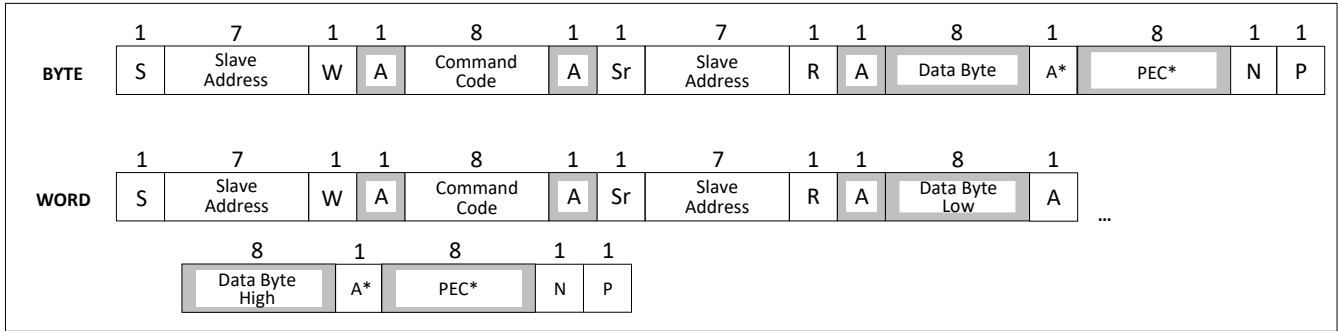 1 7 1 1 8 1 1 7 1 1 8 1 8 1 1
BYTE S Slave Address W A Command Code A Sr Slave Address R A Data Byte A* PEC* N P
1 7 1 1 8 1 1 7 1 1 8 1
WORD S Slave Address W A Command Code A Sr Slave Address R A Data Byte Low A ...
8 1 8 1 1
Data Byte High A* PEC* N P